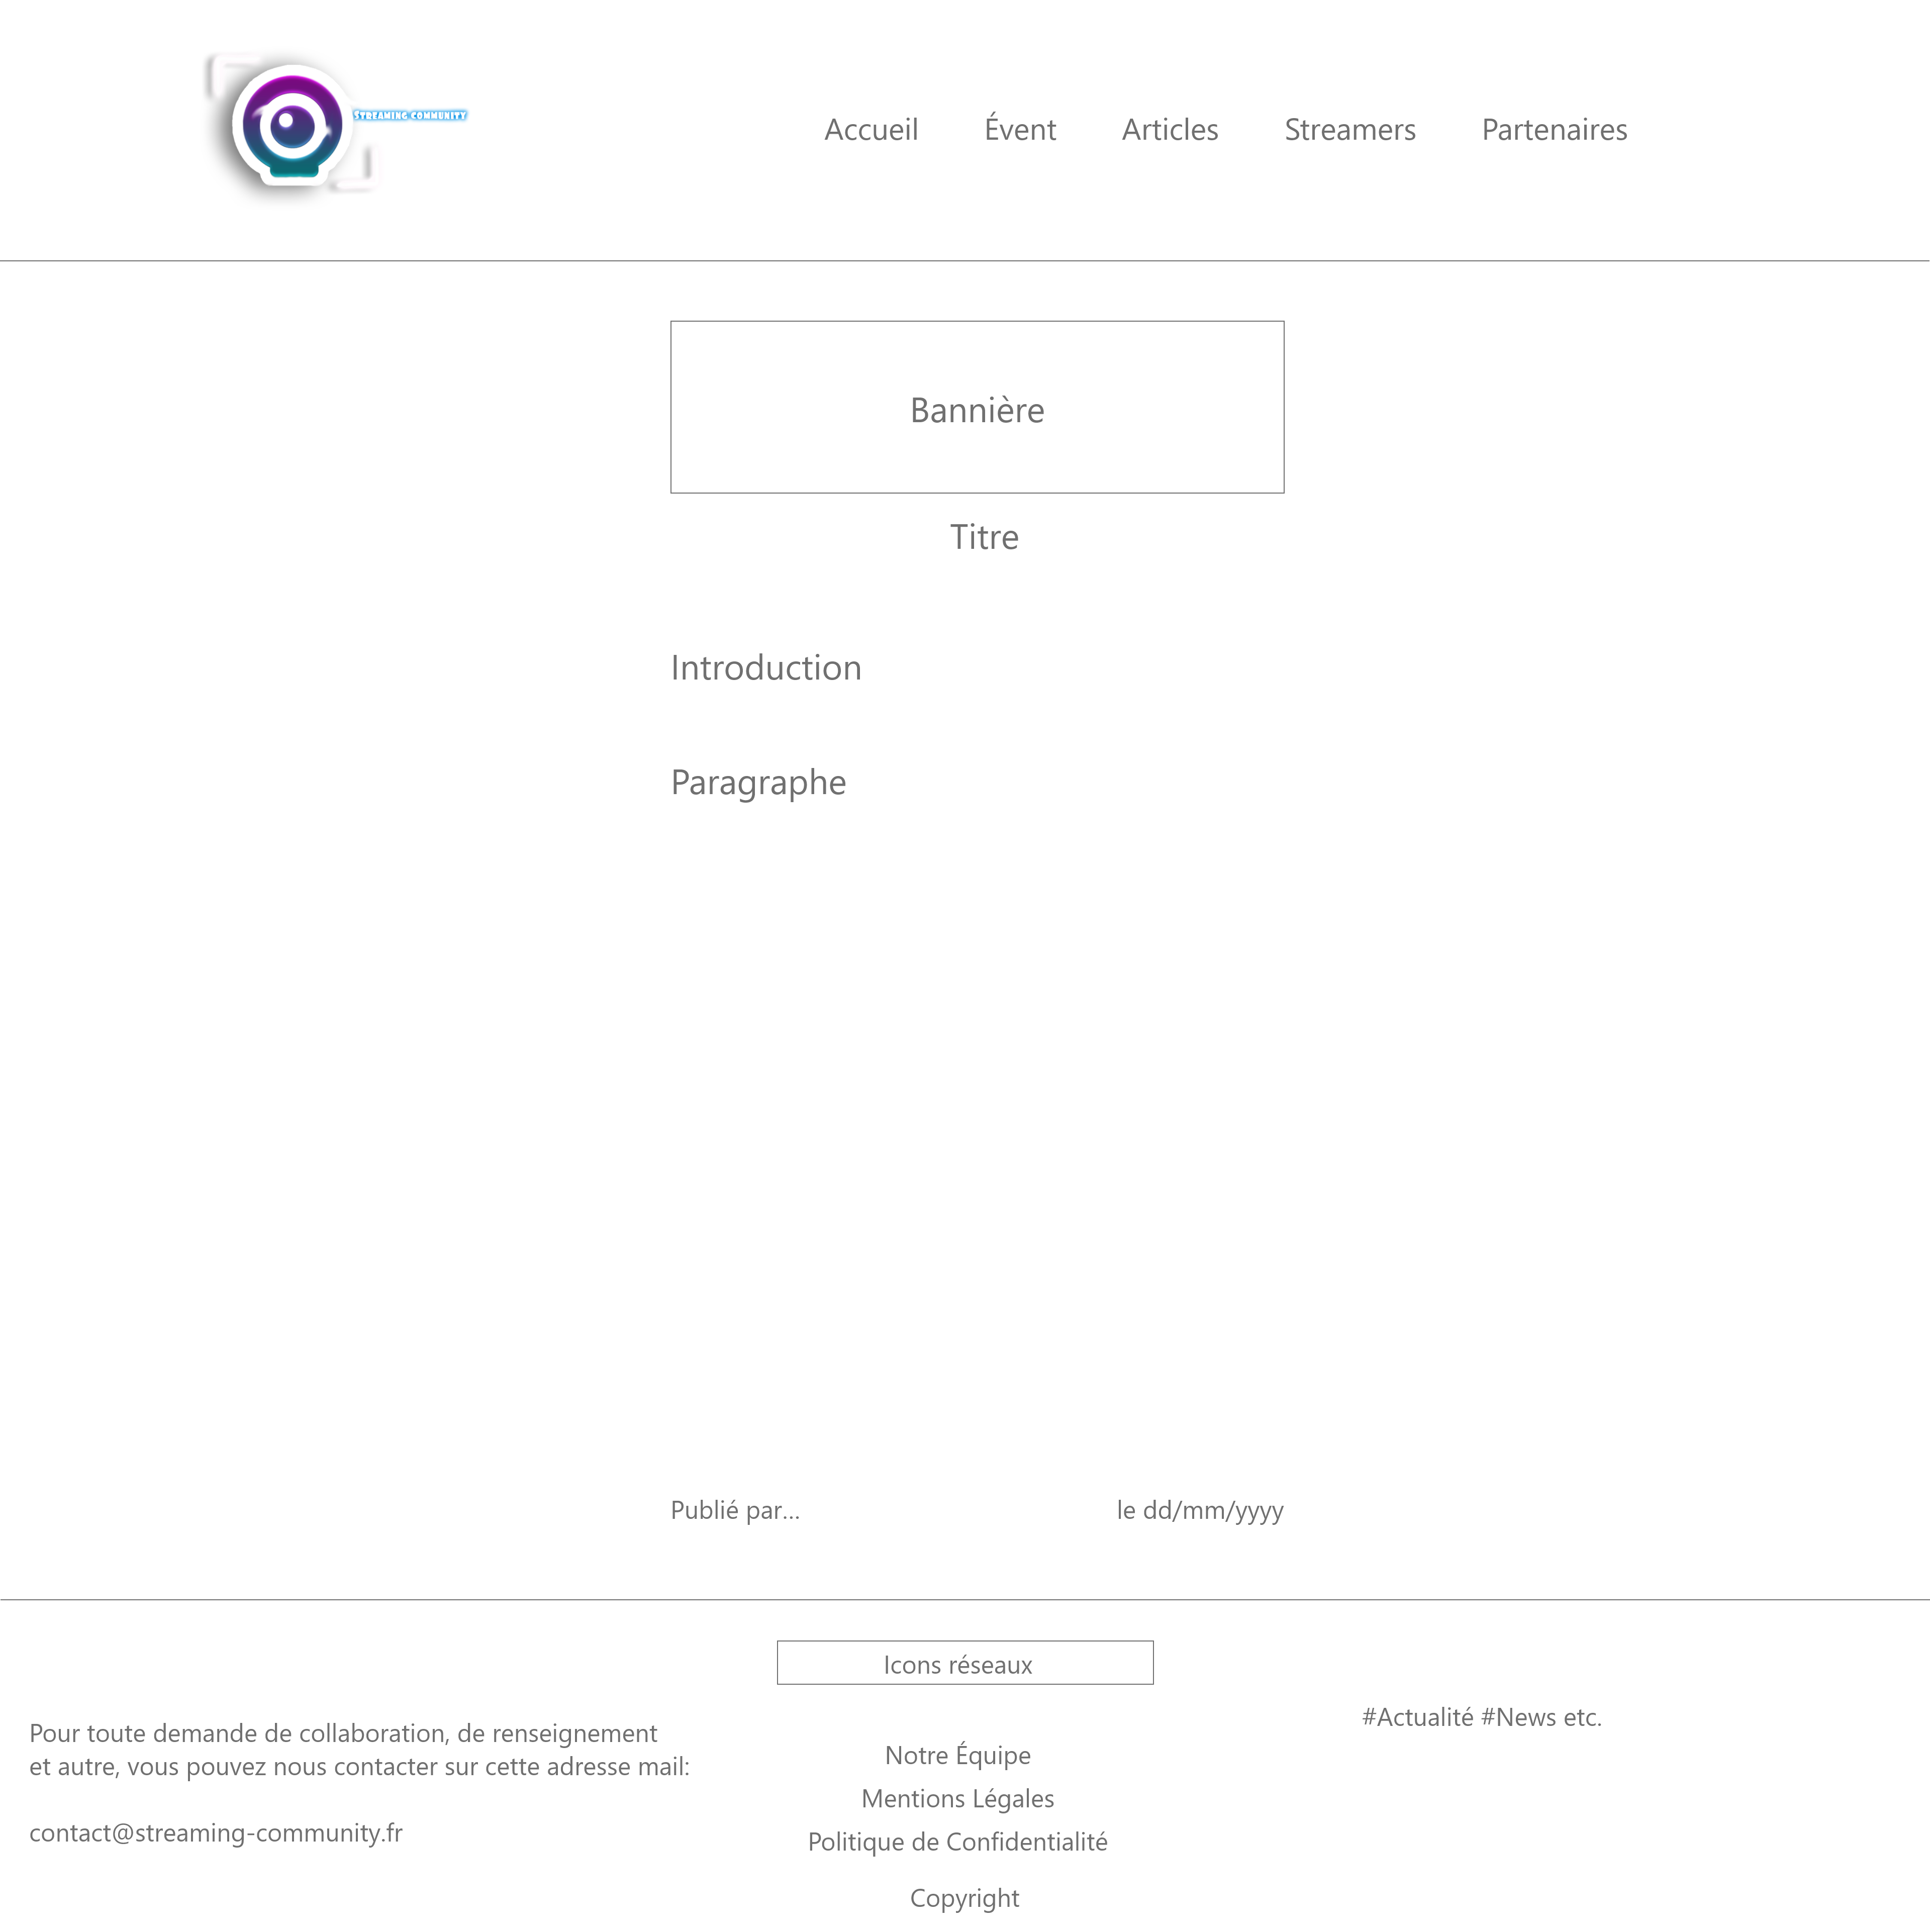 Streaming-community
Accueil Évent Articles Streamers Partenaires
Bannière
Titre
Introduction
Paragraphe
Publié par... le dd/mm/yyyy
Icons réseaux
Pour toute demande de collaboration, de renseignement
et autre, vous pouvez nous contacter sur cette adresse mail:
contact@streaming-community.fr
Notre Équipe
Mentions Légales
Politique de Confidentialité
Copyright
#Actualité #News etc.